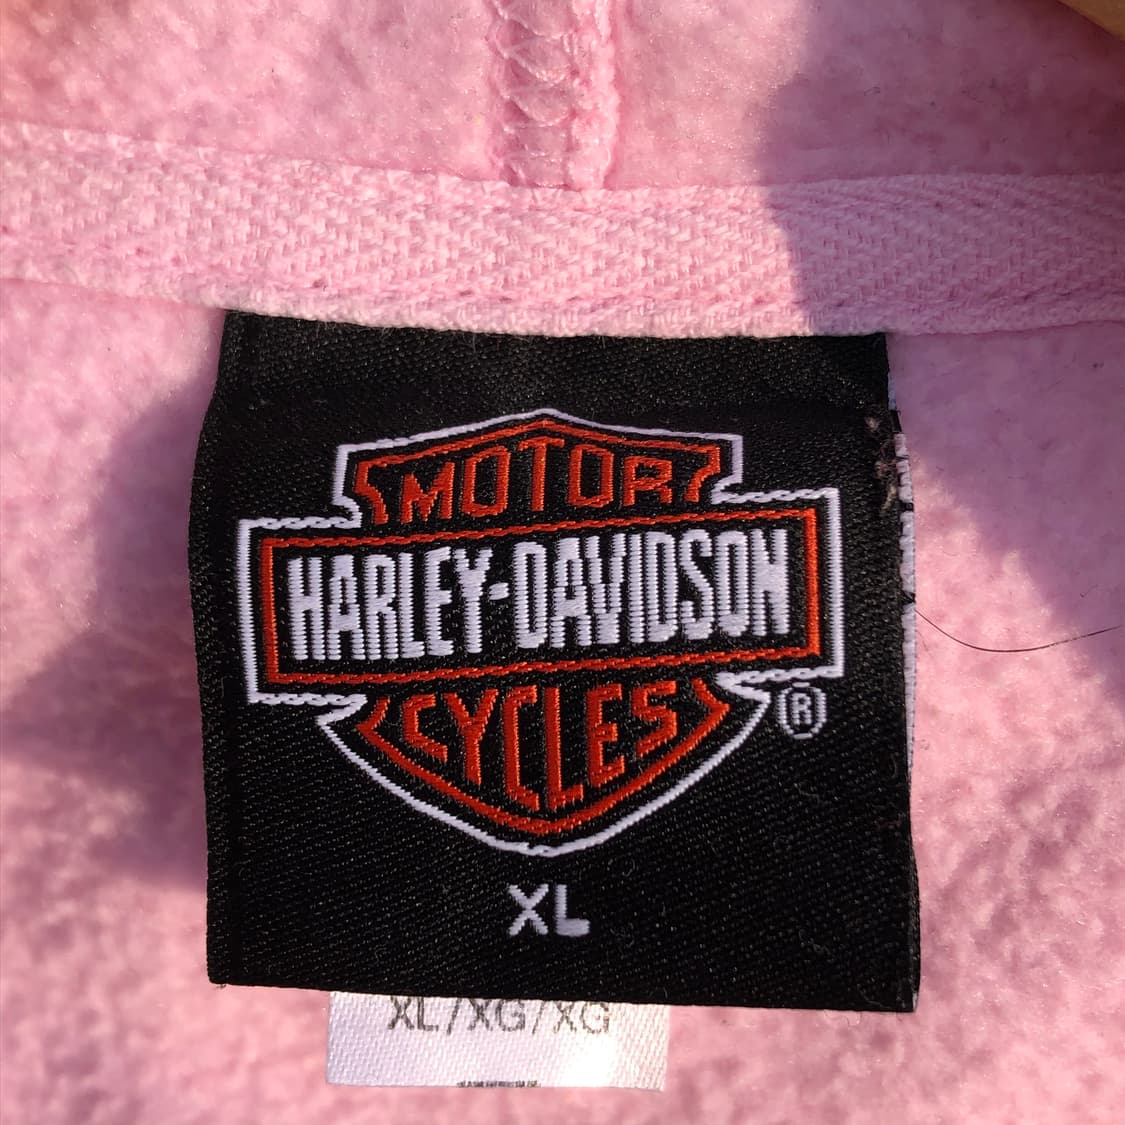 MOTOR
HARLEY-DAVIDSON
CYCLES
®
XL
XL/XG/XG